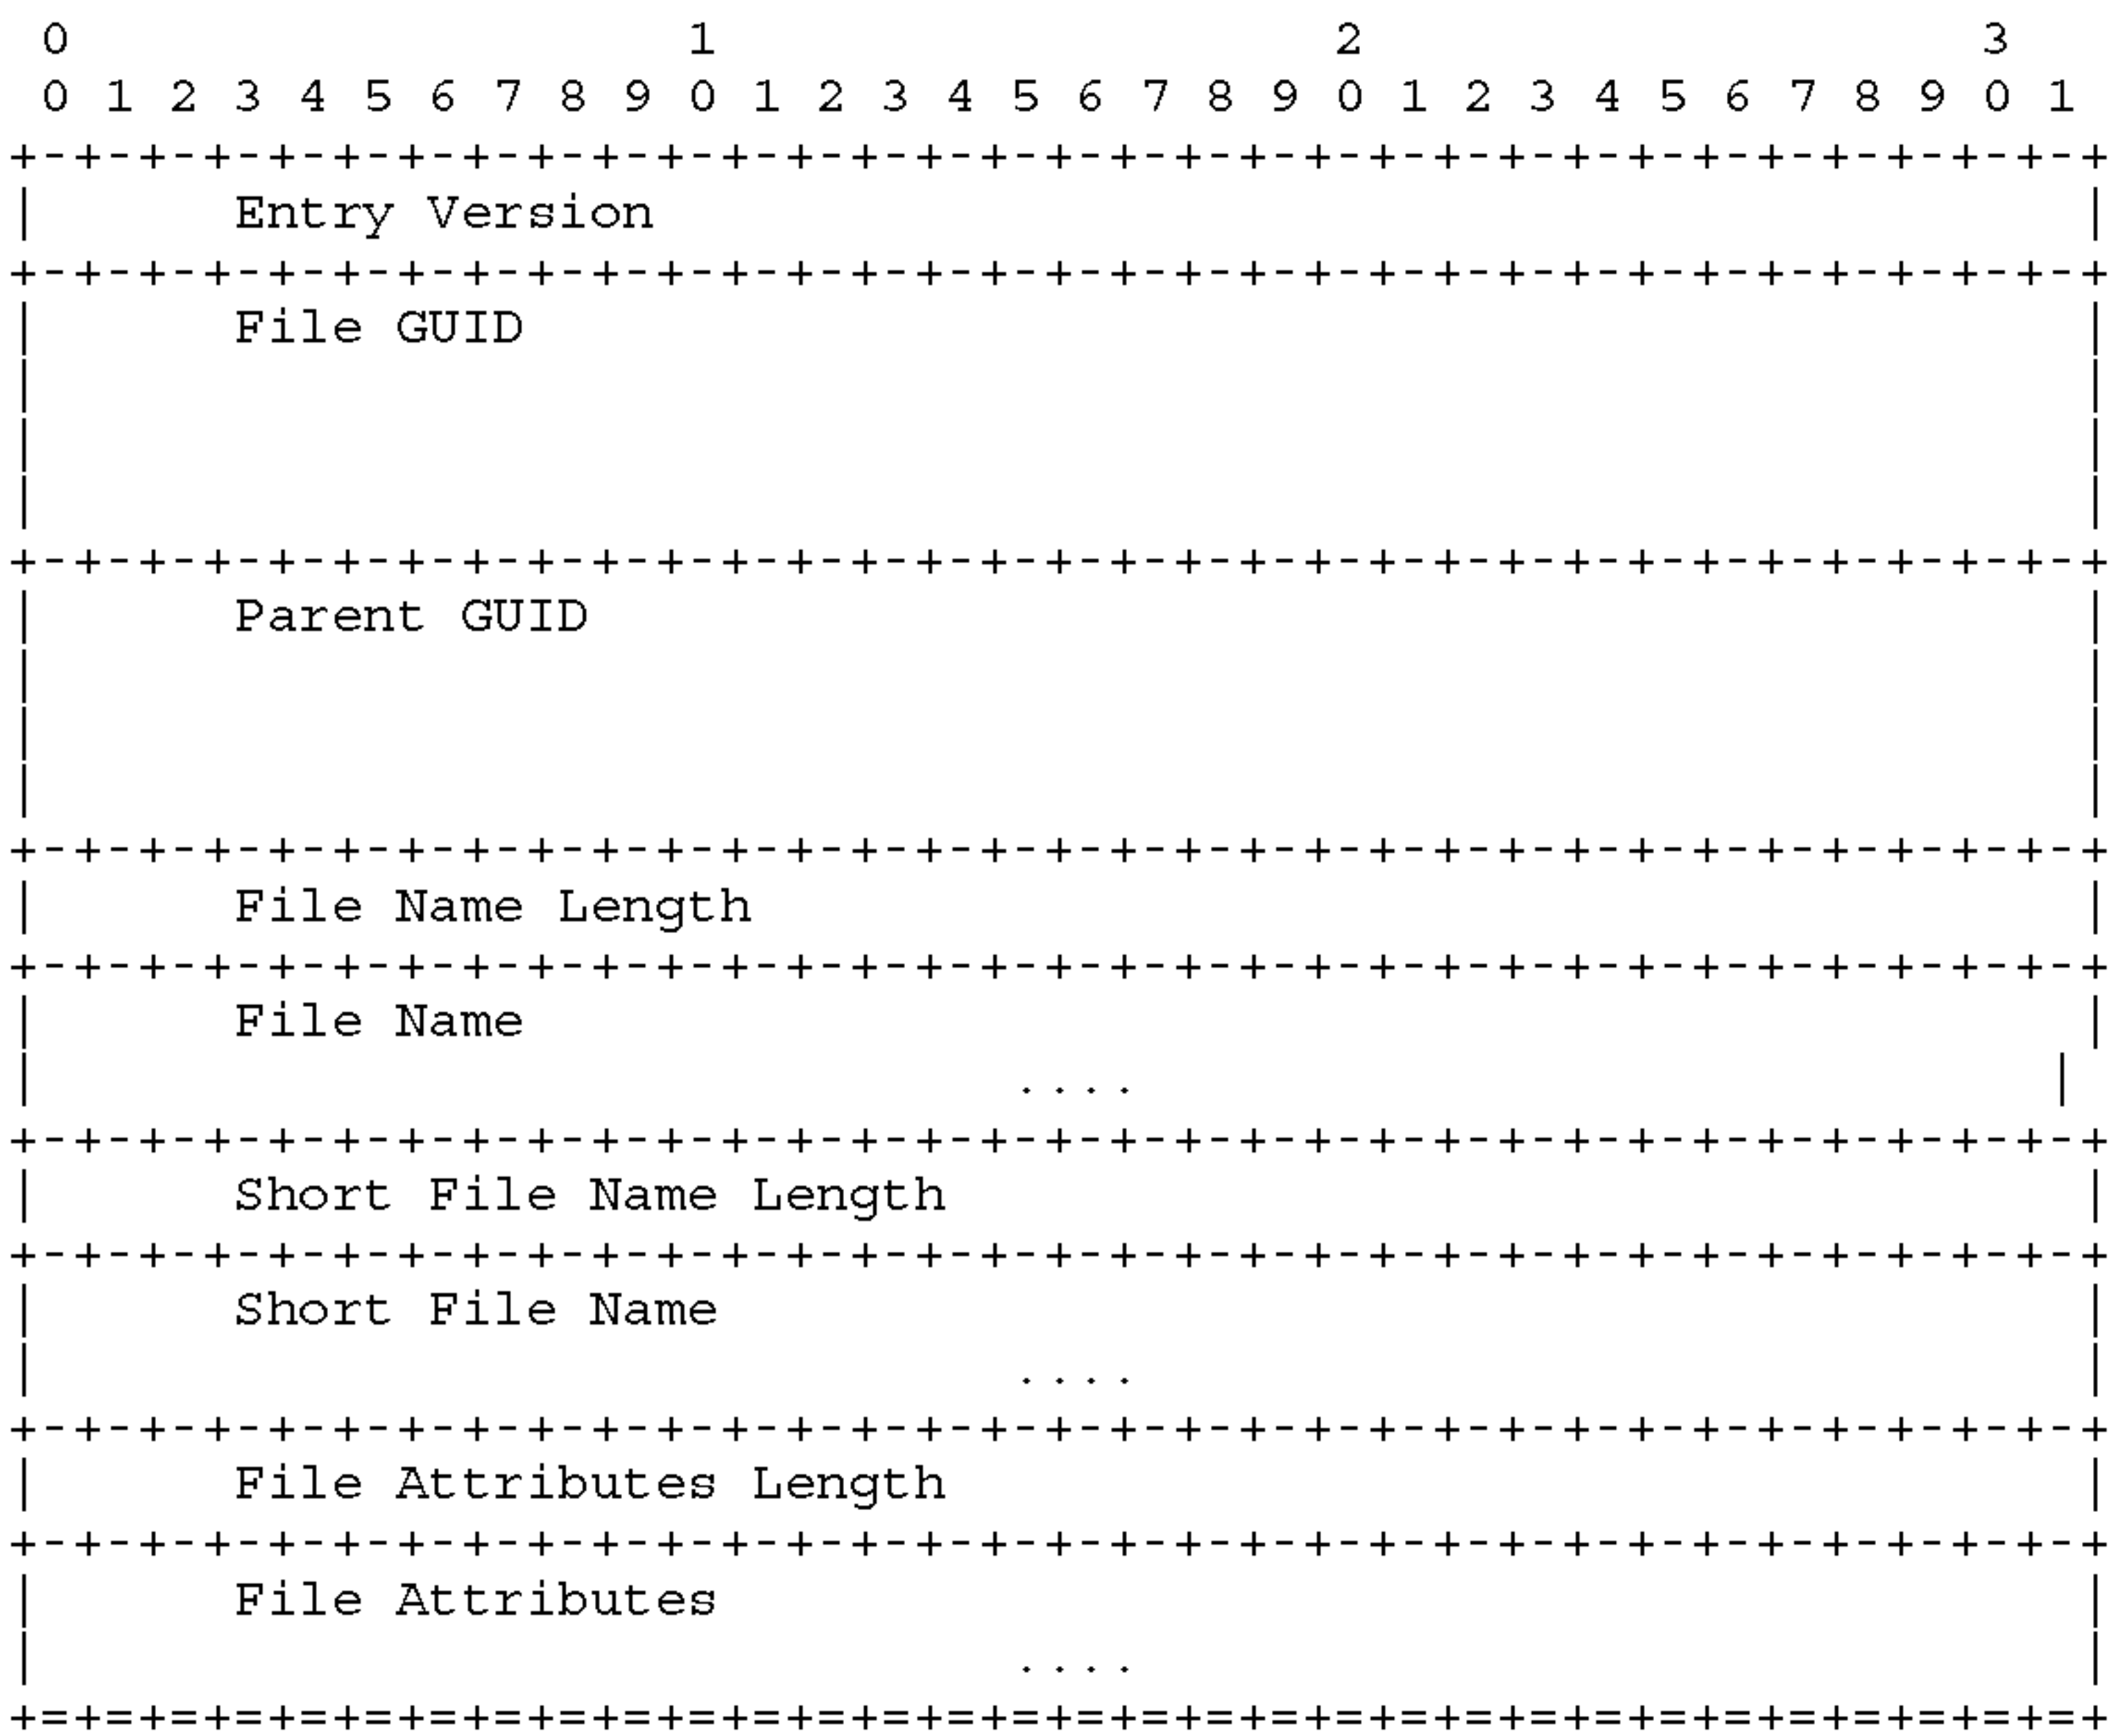 0                   1                   2                   3
0 1 2 3 4 5 6 7 8 9 0 1 2 3 4 5 6 7 8 9 0 1 2 3 4 5 6 7 8 9 0 1
+-+-+-+-+-+-+-+-+-+-+-+-+-+-+-+-+-+-+-+-+-+-+-+-+-+-+-+-+-+-+-+-+
|      Entry Version                                            |
+-+-+-+-+-+-+-+-+-+-+-+-+-+-+-+-+-+-+-+-+-+-+-+-+-+-+-+-+-+-+-+-+
|      File GUID                                                |
|                                                               |
|                                                               |
|                                                               |
+-+-+-+-+-+-+-+-+-+-+-+-+-+-+-+-+-+-+-+-+-+-+-+-+-+-+-+-+-+-+-+-+
|      Parent GUID                                              |
|                                                               |
|                                                               |
|                                                               |
+-+-+-+-+-+-+-+-+-+-+-+-+-+-+-+-+-+-+-+-+-+-+-+-+-+-+-+-+-+-+-+-+
|      File Name Length                                         |
+-+-+-+-+-+-+-+-+-+-+-+-+-+-+-+-+-+-+-+-+-+-+-+-+-+-+-+-+-+-+-+-+
|      File Name                                                |
|                              ....                            |
+-+-+-+-+-+-+-+-+-+-+-+-+-+-+-+-+-+-+-+-+-+-+-+-+-+-+-+-+-+-+-+-+
|      Short File Name Length                                   |
+-+-+-+-+-+-+-+-+-+-+-+-+-+-+-+-+-+-+-+-+-+-+-+-+-+-+-+-+-+-+-+-+
|      Short File Name                                          |
|                              ....                             |
+-+-+-+-+-+-+-+-+-+-+-+-+-+-+-+-+-+-+-+-+-+-+-+-+-+-+-+-+-+-+-+-+
|      File Attributes Length                                   |
+-+-+-+-+-+-+-+-+-+-+-+-+-+-+-+-+-+-+-+-+-+-+-+-+-+-+-+-+-+-+-+-+
|      File Attributes                                          |
|                              ....                             |
+=+=+=+=+=+=+=+=+=+=+=+=+=+=+=+=+=+=+=+=+=+=+=+=+=+=+=+=+=+=+=+=+